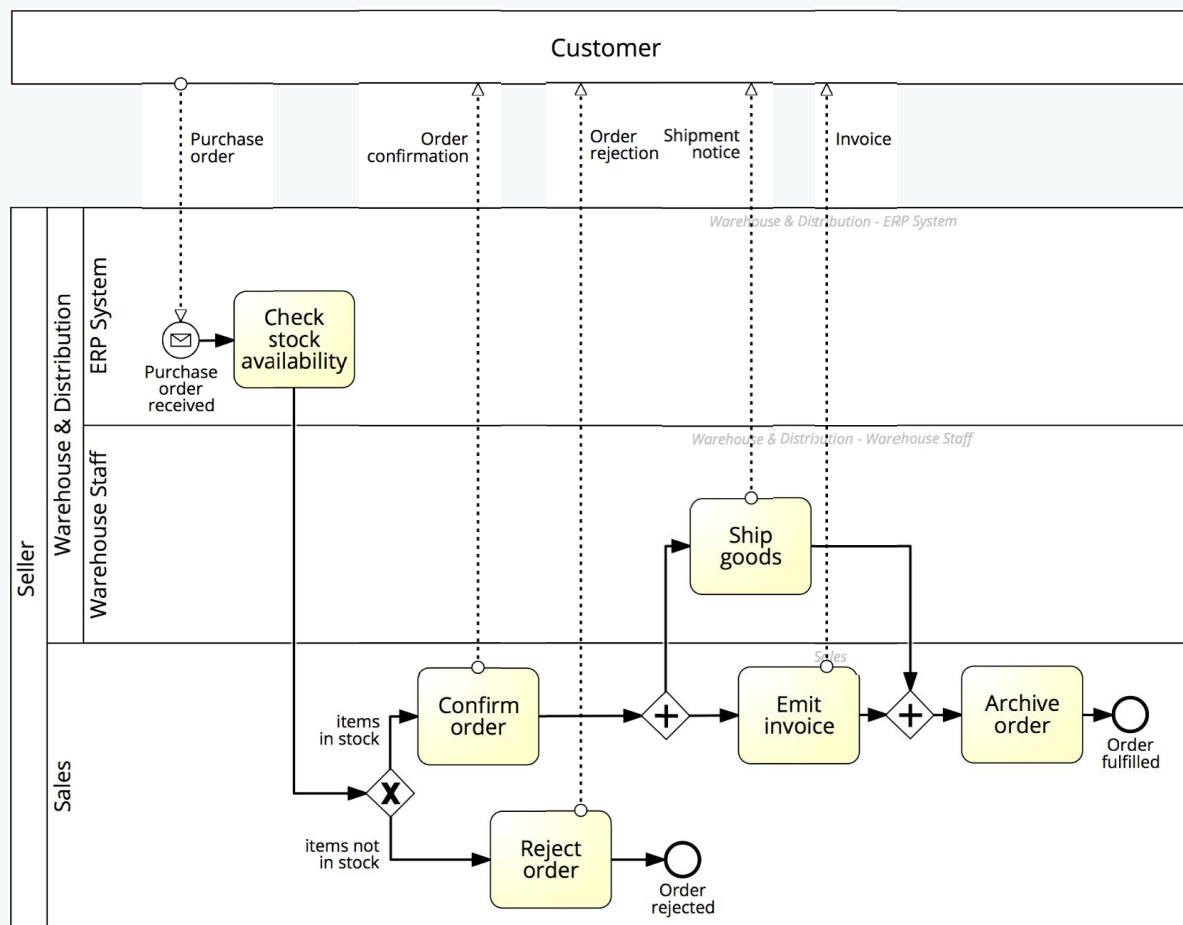 Customer
Purchase
order
Order
confirmation
Order
rejection
Shipment
notice
Invoice
Seller
Warehouse & Distribution
ERP System
Warehouse & Distribution - ERP System
Purchase
order
received
Check
stock
availability
Warehouse Staff
Warehouse & Distribution - Warehouse Staff
Ship
goods
Sales
Sales
items
in stock
Confirm
order
Emit
invoice
Archive
order
Order
fulfilled
items not
in stock
Reject
order
Order
rejected